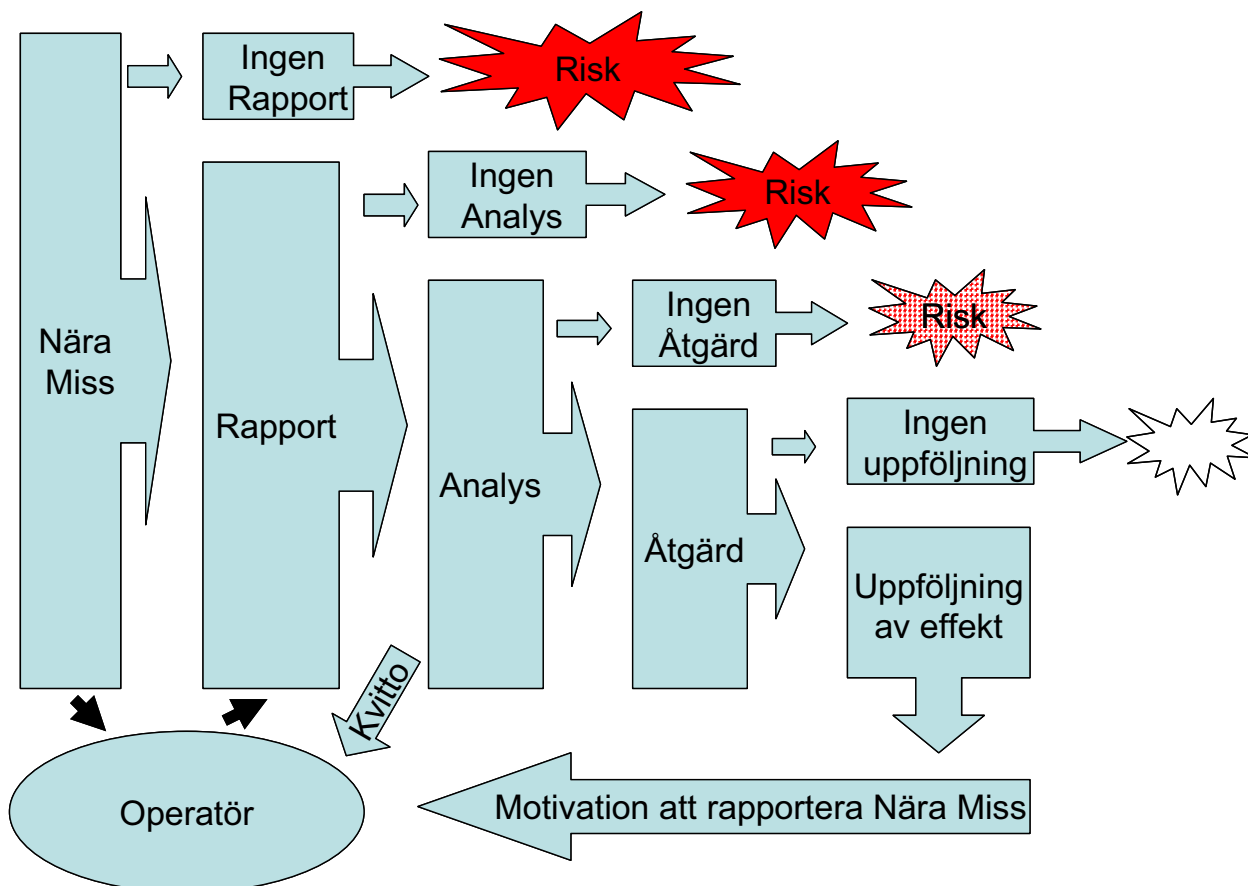 Ingen
Rapport
Risk
Ingen
Analys
Risk
Ingen
Åtgärd
Risk
Nära
Miss
Rapport
Analys
Åtgärd
Ingen
uppföljning
Uppföljning
av effekt
Kvitto
Operatör
Motivation att rapportera Nära Miss